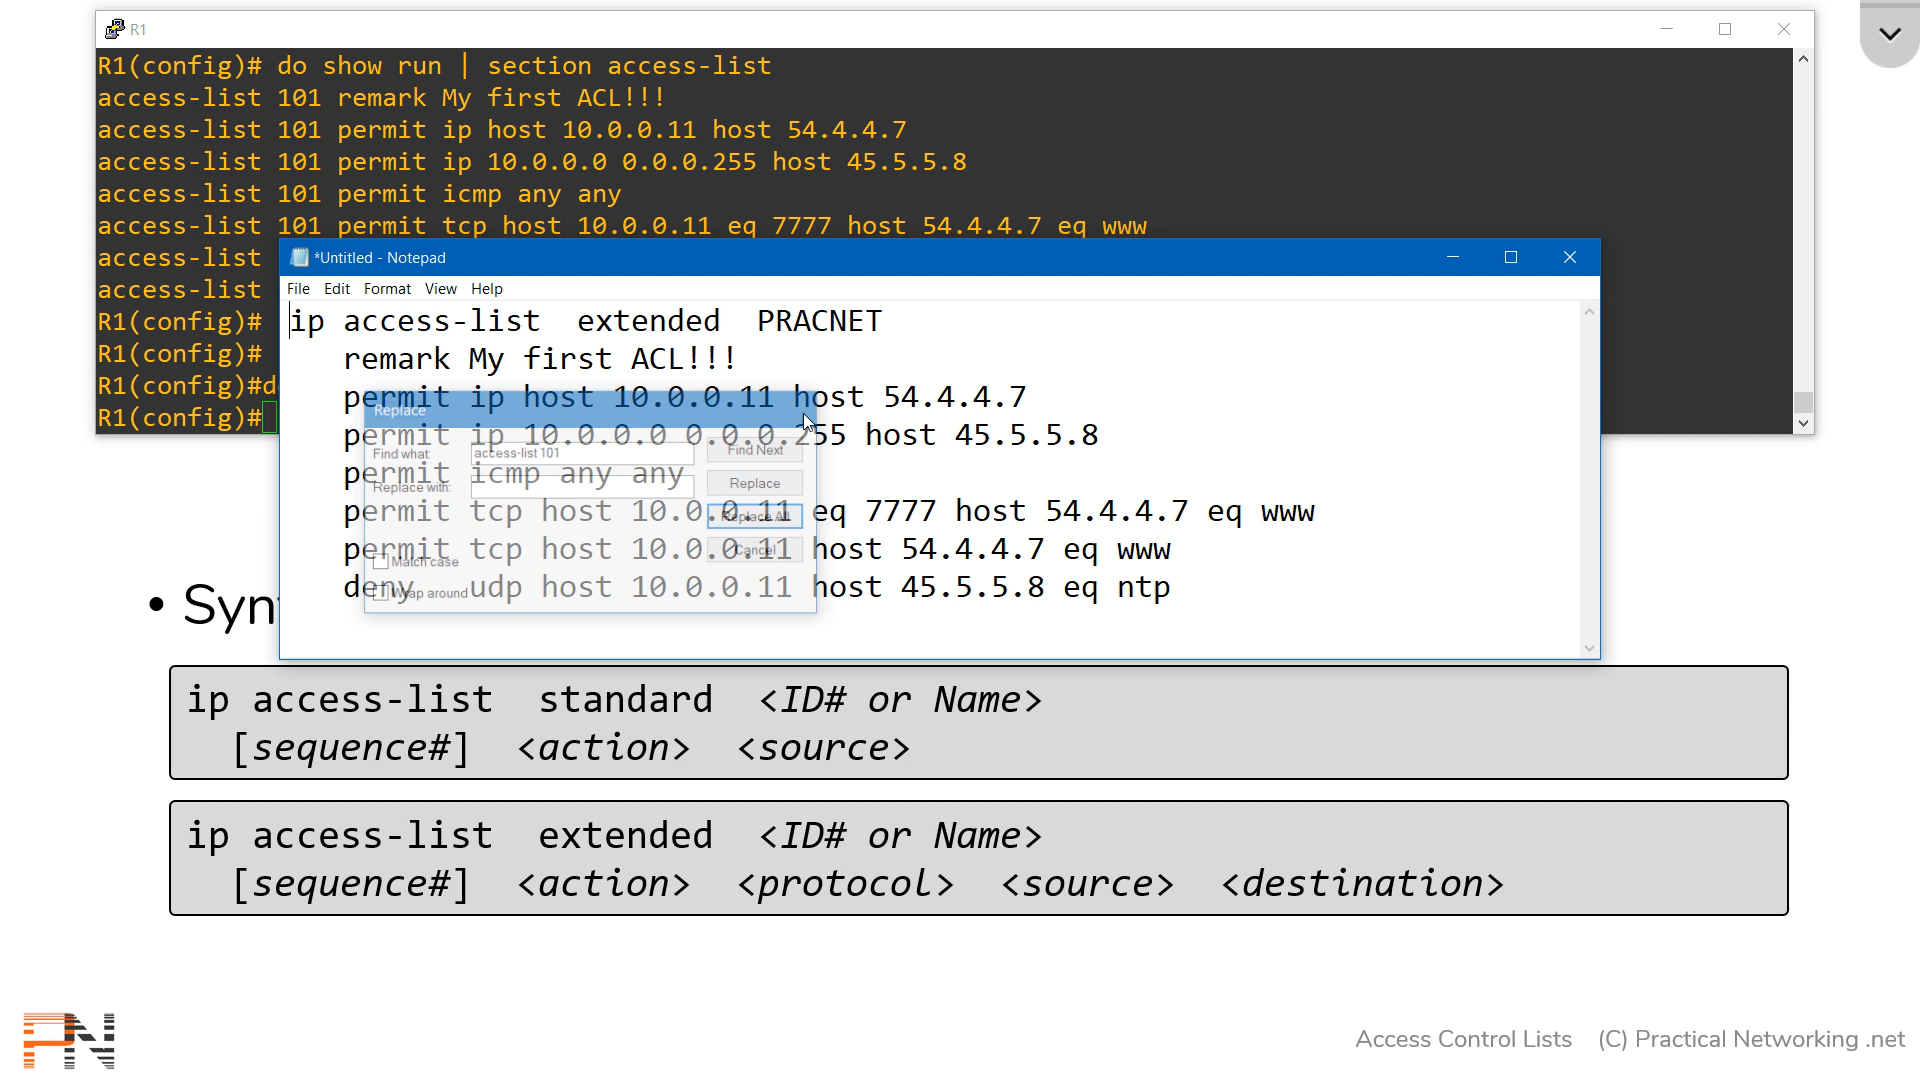 R1
R1(config)# do show run | section access-list
access-list 101 remark My first ACL!!!
access-list 101 permit ip host 10.0.0.11 host 54.4.4.7
access-list 101 permit ip 10.0.0.0 0.0.0.255 host 45.5.5.8
access-list 101 permit icmp any any
access-list 101 permit tcp host 10.0.0.11 eq 7777 host 54.4.4.7 eq www
access-list
access-list
R1(config)#
R1(config)#
R1(config)#d
R1(config)#
*Untitled - Notepad
File Edit Format View Help
ip access-list extended PRACNET
remark My first ACL!!!
permit ip host 10.0.0.11 host 54.4.4.7
permit ip 10.0.0.0 0.0.0.255 host 45.5.5.8
permit icmp any any
permit tcp host 10.0.0.11 eq 7777 host 54.4.4.7 eq www
permit tcp host 10.0.0.11 host 54.4.4.7 eq www
deny udp host 10.0.0.11 host 45.5.5.8 eq ntp
Replace
Find what: access-list 101 Find Next
Replace with: Replace
Replace All
Cancel
Match case
Wrap around
• Syn
ip access-list standard <ID# or Name>
[sequence#] <action> <source>
ip access-list extended <ID# or Name>
[sequence#] <action> <protocol> <source> <destination>
PN
Access Control Lists (C) Practical Networking .net